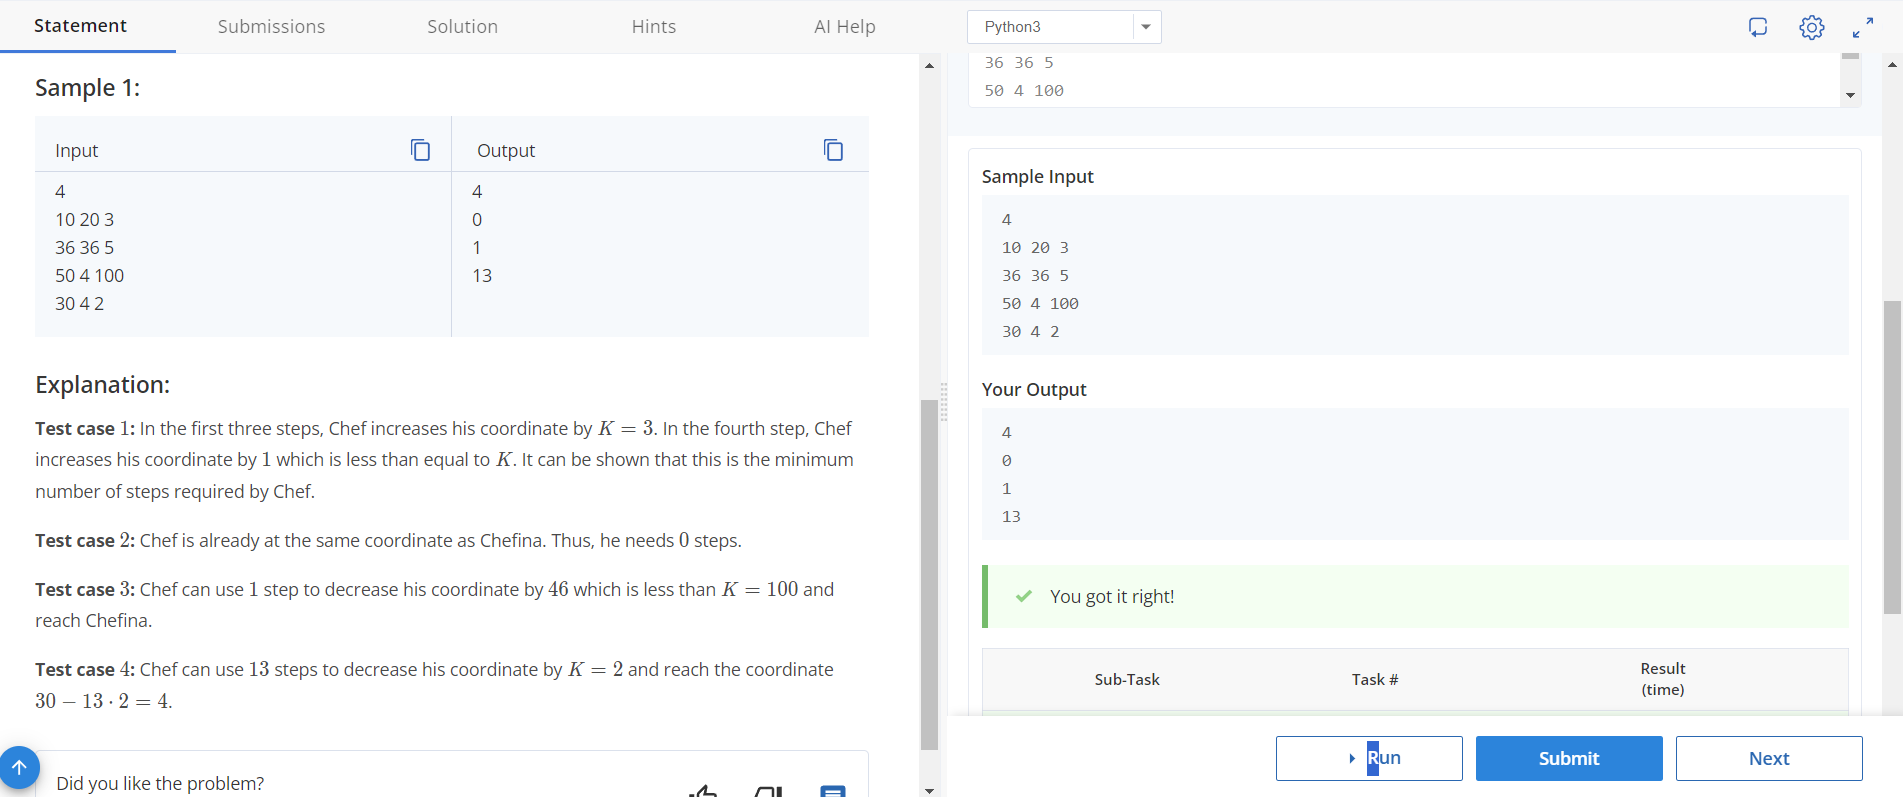 Statement
Submissions
Solution
Hints
AI Help
Python3
Sample 1:
Input
Output
4
10 20 3
36 36 5
50 4 100
30 4 2
4
0
1
13
Explanation:
Test case 1: In the first three steps, Chef increases his coordinate by K = 3. In the fourth step, Chef
increases his coordinate by 1 which is less than equal to K. It can be shown that this is the minimum
number of steps required by Chef.
Test case 2: Chef is already at the same coordinate as Chefina. Thus, he needs 0 steps.
Test case 3: Chef can use 1 step to decrease his coordinate by 46 which is less than K = 100 and
reach Chefina.
Test case 4: Chef can use 13 steps to decrease his coordinate by K = 2 and reach the coordinate
30 − 13 · 2 = 4.
Did you like the problem?
36 36 5
50 4 100
Sample Input
4
10 20 3
36 36 5
50 4 100
30 4 2
Your Output
4
0
1
13
You got it right!
Sub-Task
Task #
Result
(time)
Run
Submit
Next